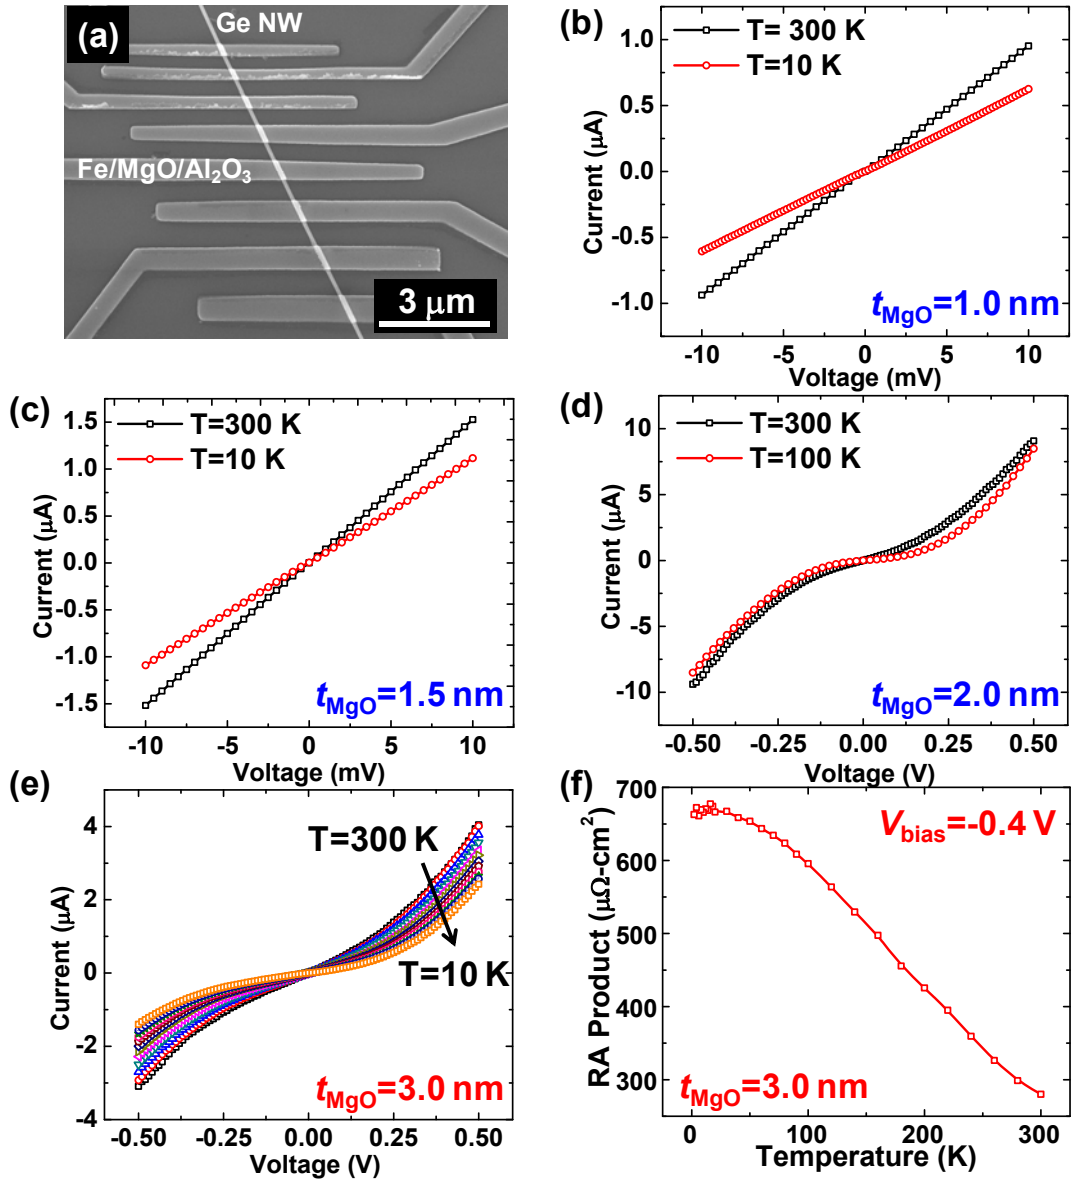 (a)
Ge NW
Fe/MgO/Al₂O₃
3 μm
(b)
T= 300 K
T=10 K
1.0
0.5
0.0
-0.5
-1.0
Current (μA)
-10 -5 0 5 10
Voltage (mV)
tMgO=1.0 nm
(c)
T=300 K
T=10 K
1.5
1.0
0.5
0.0
-0.5
-1.0
-1.5
Current (μA)
-10 -5 0 5 10
Voltage (mV)
tMgO=1.5 nm
(d)
T=300 K
T=100 K
10
5
0
-5
-10
Current (μA)
-0.50 -0.25 0.00 0.25 0.50
Voltage (V)
tMgO=2.0 nm
(e)
T=300 K
T=10 K
4
2
0
-2
-4
Current (μA)
-0.50 -0.25 0.00 0.25 0.50
Voltage (V)
tMgO=3.0 nm
(f)
Vbias=-0.4 V
700
600
500
400
300
RA Product (μΩ-cm²)
0 100 200 300
Temperature (K)
tMgO=3.0 nm